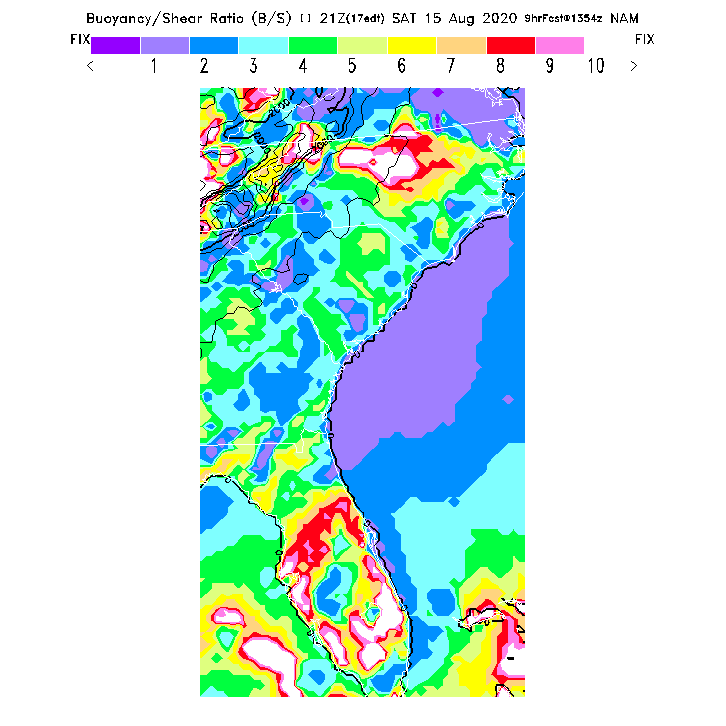 Buoyancy/Shear Ratio (B/S) [] 21Z(17edt) SAT 15 Aug 2020 9hrFcst@1354z NAM
FIX FIX
< 1 2 3 4 5 6 7 8 9 10 >